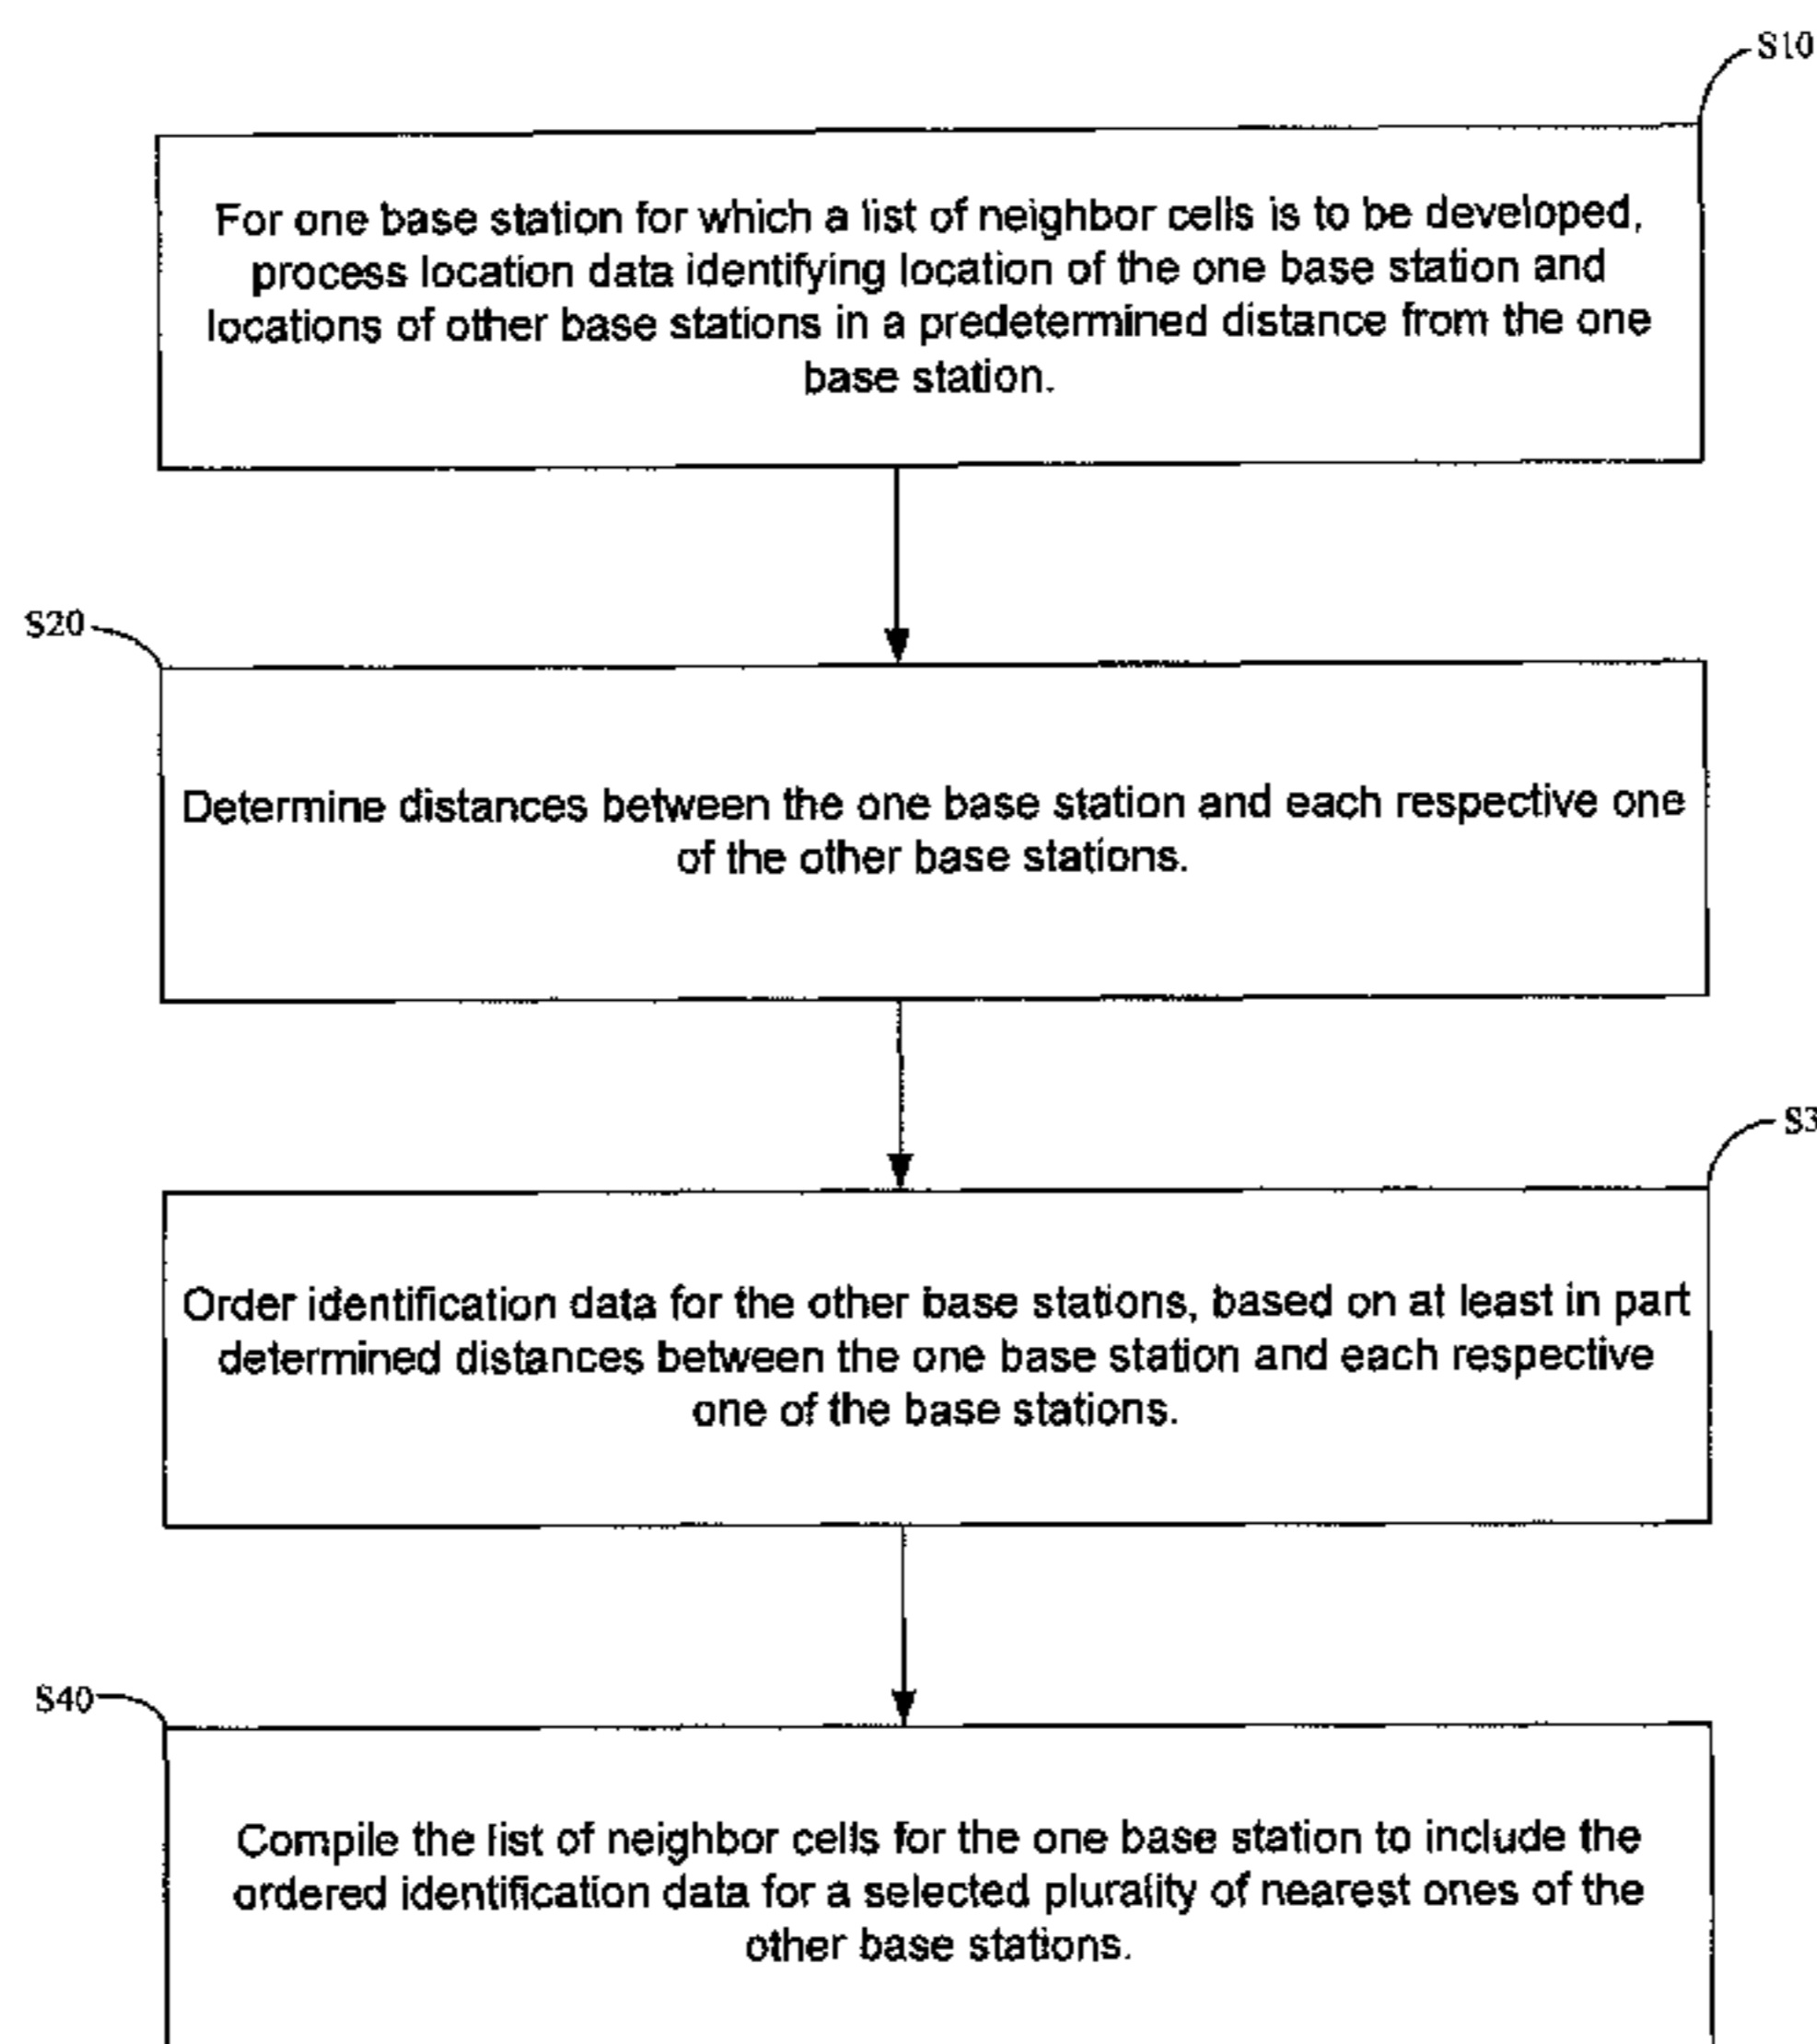 S10
For one base station for which a list of neighbor cells is to be developed,
process location data identifying location of the one base station and
locations of other base stations in a predetermined distance from the one
base station.
S20
Determine distances between the one base station and each respective one
of the other base stations.
S3
Order identification data for the other base stations, based on at least in part
determined distances between the one base station and each respective
one of the base stations.
S40
Compile the list of neighbor cells for the one base station to include the
ordered identification data for a selected plurality of nearest ones of the
other base stations.